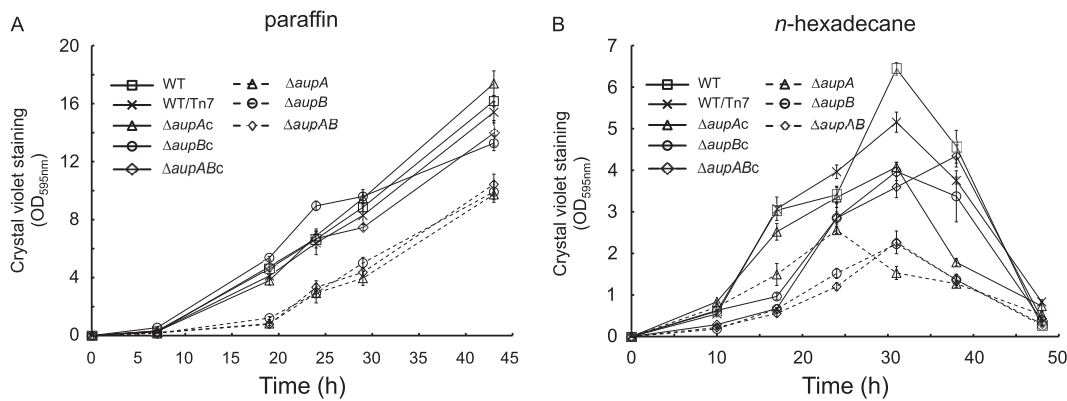 A
paraffin
Crystal violet staining
(OD595nm)
20
16
12
8
4
0
WT
WT/Tn7
ΔaupAc
ΔaupBc
ΔaupABc
ΔaupA
ΔaupB
ΔaupAB
0
5
10
15
20
25
30
35
40
45
Time (h)
B
n-hexadecane
Crystal violet staining
(OD595nm)
7
6
5
4
3
2
1
0
WT
WT/Tn7
ΔaupAc
ΔaupBc
ΔaupABc
ΔaupA
ΔaupB
ΔaupΛB
0
10
20
30
40
50
Time (h)